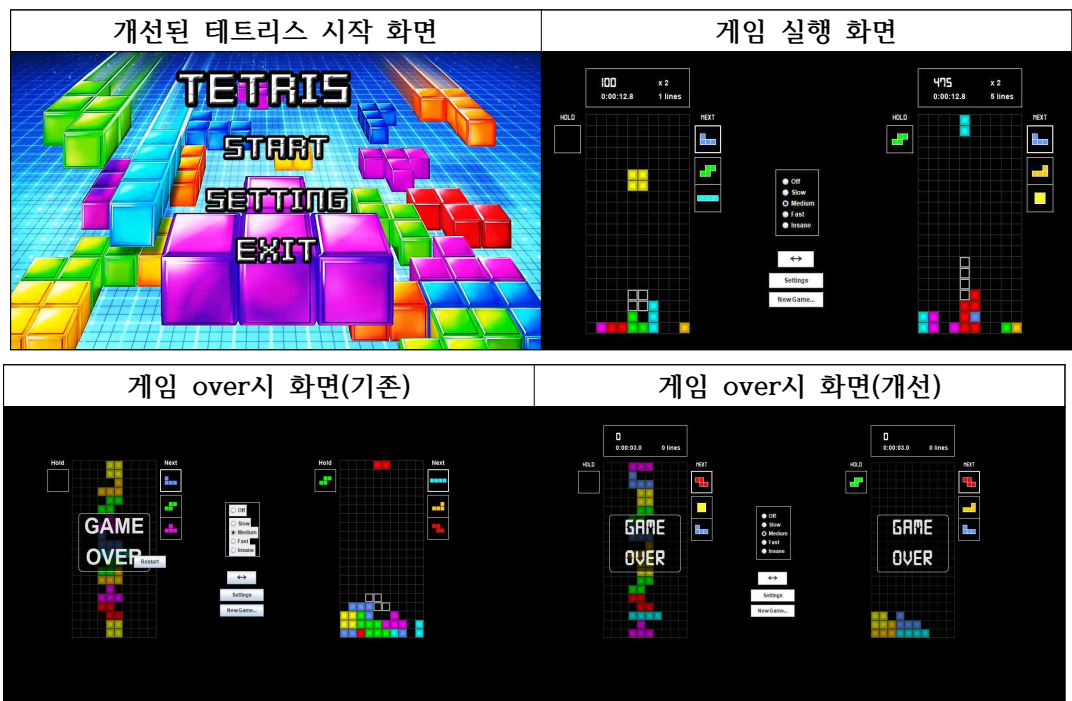 개선된 테트리스 시작 화면
게임 실행 화면
TETRIS
START
SETTING
EXIT
100 x 2
0:00:12.8 1 lines
HOLD
NEXT
Off
Slow
Medium
Fast
Insane
↔
Settings
New Game...
475 x 2
0:00:12.8 5 lines
HOLD
NEXT
게임 over시 화면(기존)
게임 over시 화면(개선)
Hold
Next
GAME
OVER
Restart
Off
Slow
Medium
Fast
Insane
↔
Settings
New Game...
Hold
Next
0
0:00:03.0 0 lines
HOLD
NEXT
GAME
OVER
Off
Slow
Medium
Fast
Insane
↔
Settings
New Game...
0
0:00:03.0 0 lines
HOLD
NEXT
GAME
OVER